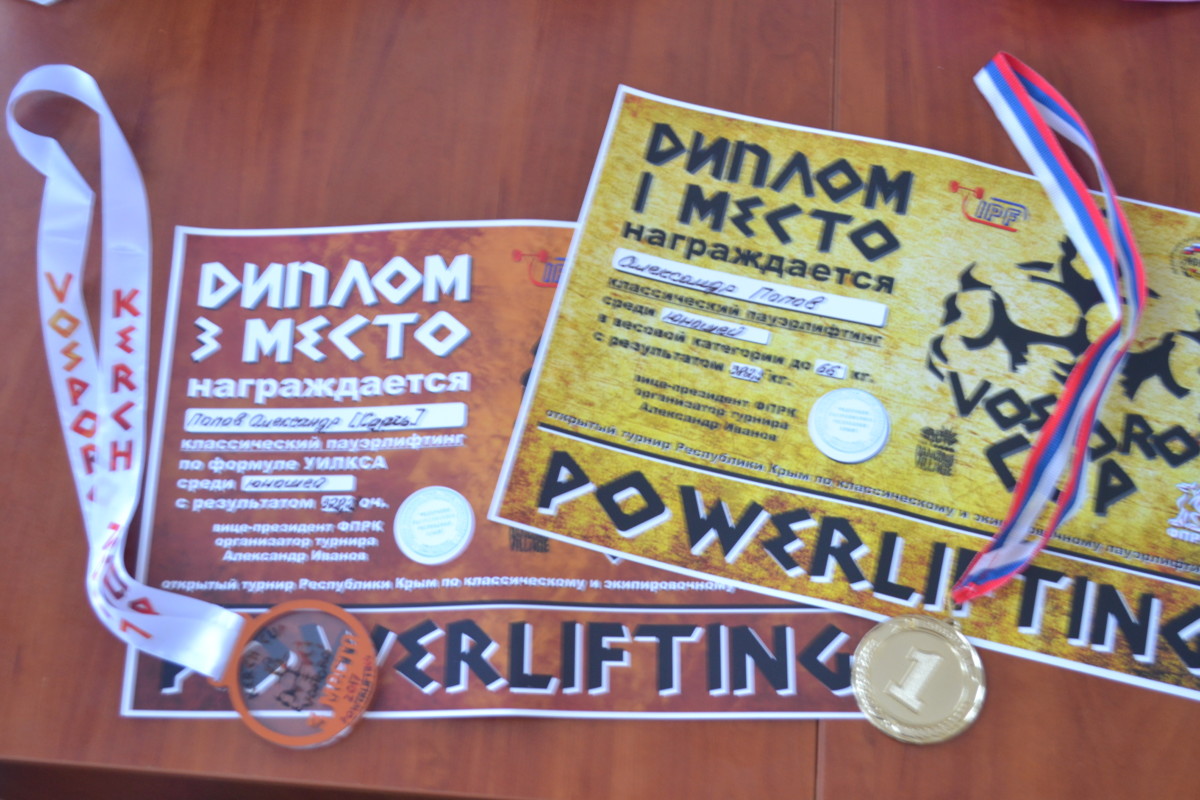 VOSPORO
KERCH
ДИПЛОМ
3 МЕСТО
награждается
Попов Александр
классический пауэрлифтинг
по формуле УИЛКСА
среди юношей
с результатом оч.
вице-президент ФПРК
организатор турнира
Александр Иванов
открытый турнир Республики Крым по классическому и экипировочному
POWERLIFTING
2017
ДИПЛОМ
I МЕСТО
награждается
Александр Попов
классический пауэрлифтинг
среди юношей
в весовой категории до 66 кг.
с результатом кг.
вице-президент ФПРК
организатор турнира
Александр Иванов
открытый турнир Республики Крым по классическому и экипировочному пауэрлифтингу
POWERLIFTING
IPF
1